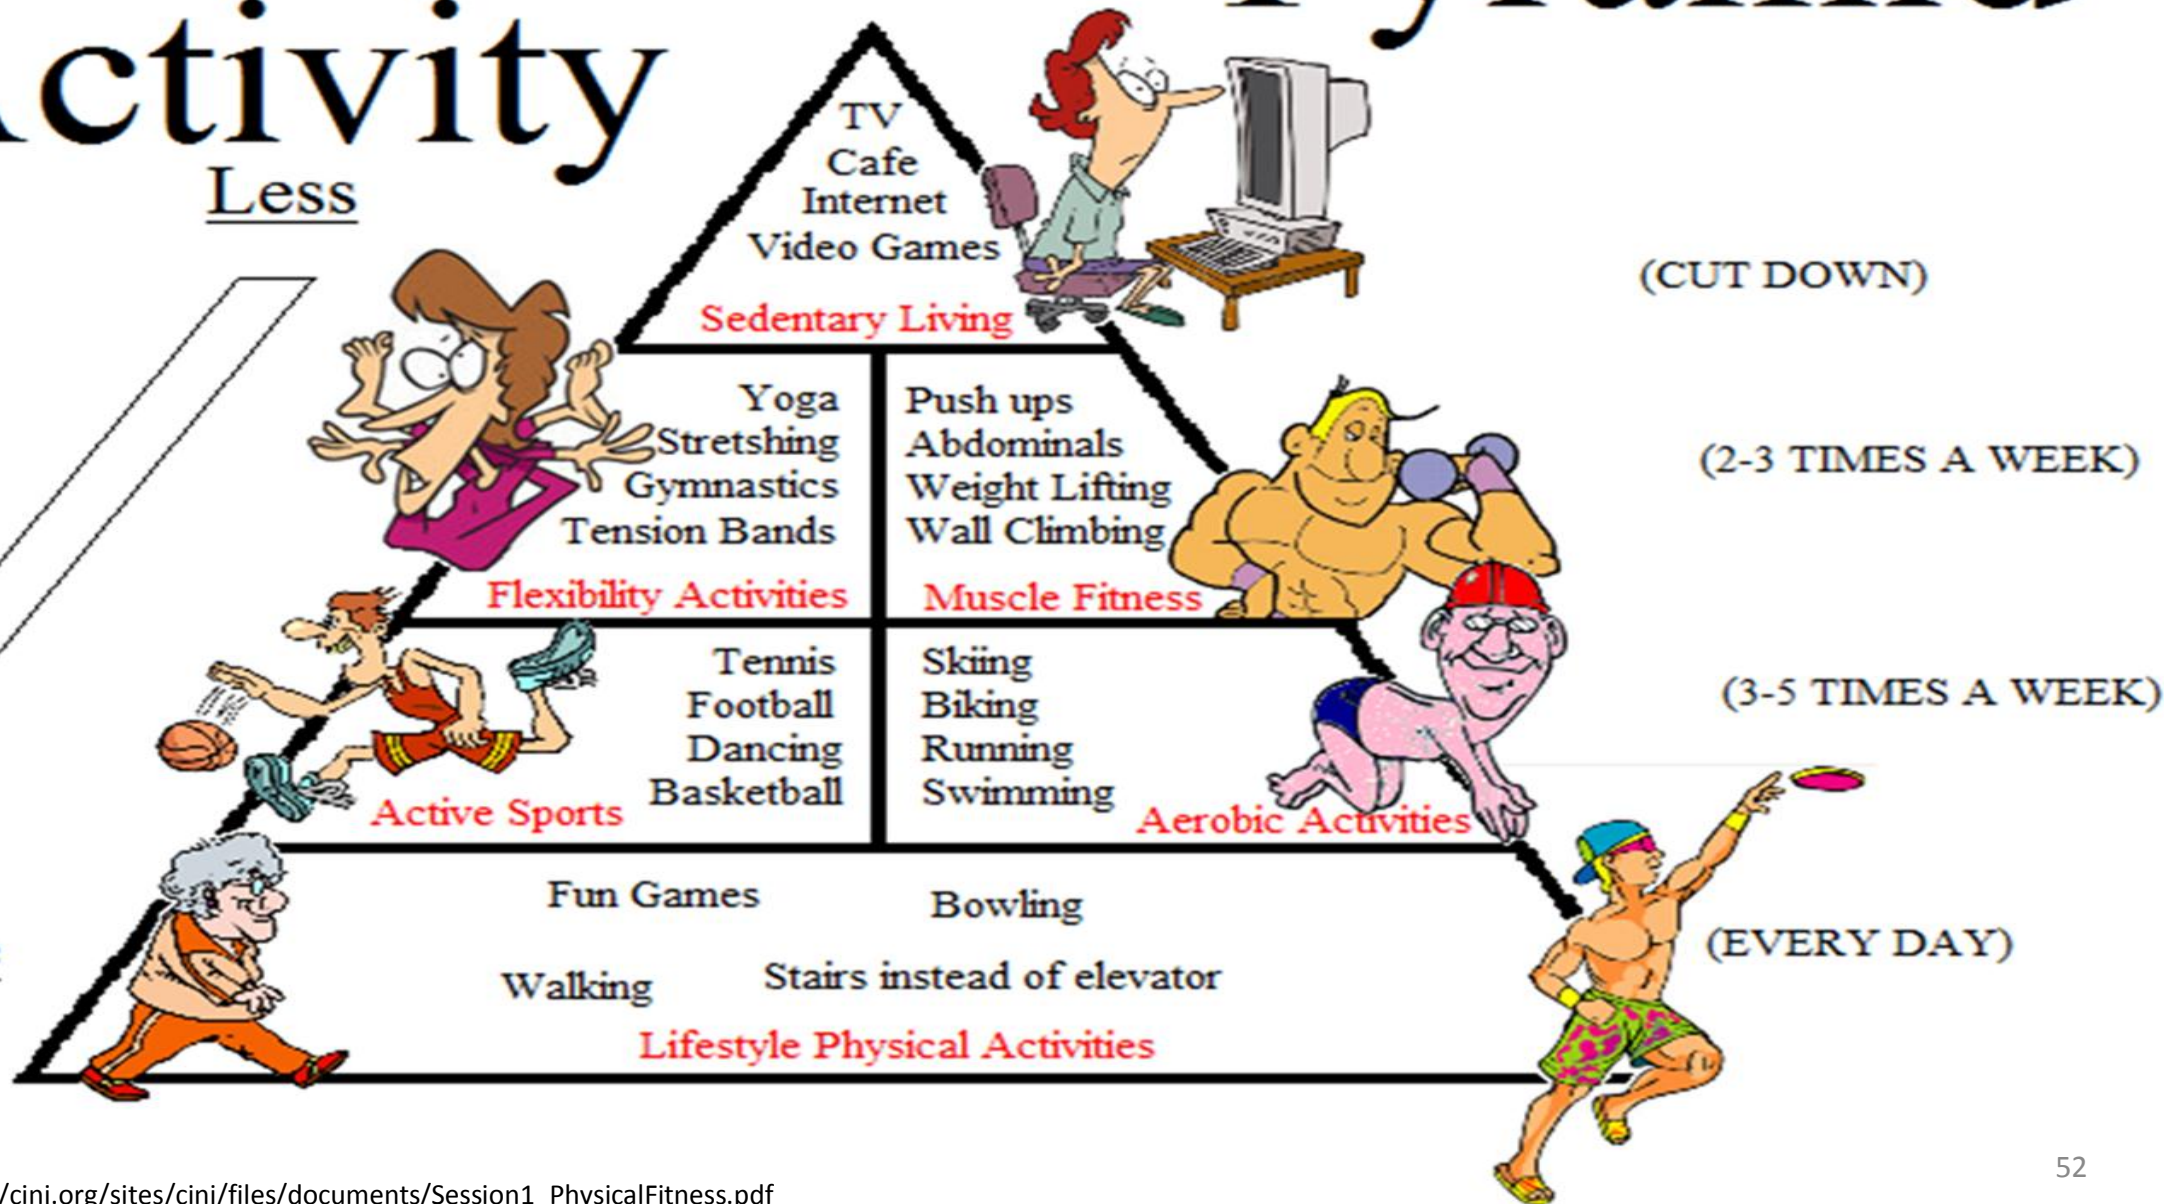 Activity
Less
TV
Cafe
Internet
Video Games
Sedentary Living
(CUT DOWN)
Yoga
Stretshing
Gymnastics
Tension Bands
Flexibility Activities
Push ups
Abdominals
Weight Lifting
Wall Climbing
Muscle Fitness
(2-3 TIMES A WEEK)
Tennis
Football
Dancing
Basketball
Active Sports
Skiing
Biking
Running
Swimming
Aerobic Activities
(3-5 TIMES A WEEK)
Fun Games
Bowling
Walking
Stairs instead of elevator
Lifestyle Physical Activities
(EVERY DAY)
52
/cini.org/sites/cini/files/documents/Session1_PhysicalFitness.pdf